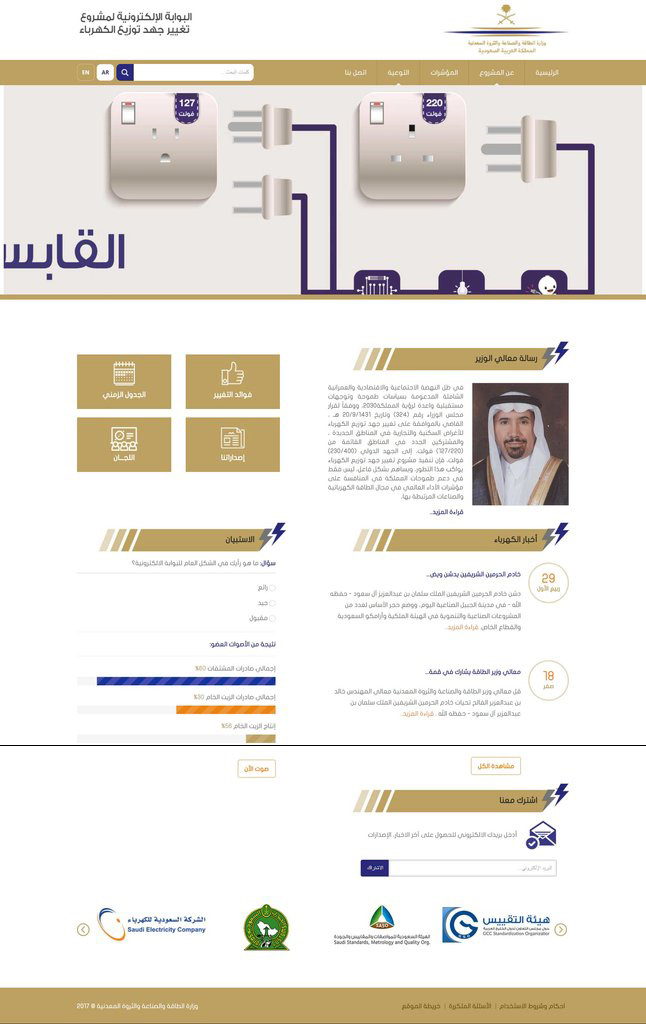 البوابة الإلكترونية لمشروع
تغيير جهد توزيع الكهرباء
وزارة الطاقة والصناعة والثروة المعدنية
المملكة العربية السعودية
الرئيسية
عن المشروع
المؤشرات
التوعية
اتصل بنا
كلمات البحث...
AR
EN
220
فولت
127
فولت
القابس
رسالة معالي الوزير
في ظل النهضة الاجتماعية والاقتصادية والعمرانية
الشاملة المدعومة بسياسات طموحة وتوجهات
مستقبلية واعدة لرؤية المملكة2030، ووفقا لقرار
مجلس الوزراء رقم (324) وتاريخ 20/9/1431 هـ ،
القاضي بالموافقة على تغيير جهد توزيع الكهرباء
للأغراض السكنية والتجارية في المناطق الجديدة ،
والمشتركين الجدد في المناطق القائمة من
(127/220) فولت، إلى الجهد الدولي (230/400)
فولت، فإن تنفيذ مشروع تغيير جهد توزيع الكهرباء
يواكب هذا التطور، ويساهم بشكل فاعل، ليس فقط
في دعم طموحات المملكة في المنافسة على
مؤشرات الأداء العالمي في مجال الطاقة الكهربائية
والصناعات المرتبطة بها.
قراءة المزيد..
فوائد التغيير
الجدول الزمني
إصداراتنا
اللجـان
أخبار الكهرباء
29
ربيع الأول
خادم الحرمين الشريفين يدشن ويض...
دشن خادم الحرمين الشريفين الملك سلمان بن عبدالعزيز آل سعود - حفظه
الله - في مدينة الجبيل الصناعية اليوم، ووضع حجر الأساس لعدد من
المشروعات الصناعية والتنموية في الهيئة الملكية وأرامكو السعودية
والقطاع الخاص. قراءة المزيد..
18
صفر
معالي وزير الطاقة يشارك في قمة...
نقل معالي وزير الطاقة والصناعة والثروة المعدنية المهندس خالد
بن عبدالعزيز الفالح تحيات خادم الحرمين الشريفين الملك سلمان بن
عبدالعزيز آل سعود - حفظه الله . قراءة المزيد..
مشاهدة الكل
الاستبيان
سؤال: ما هو رأيك في الشكل العام للبوابة الالكترونية؟
رائع
جيد
مقبول
نتيجة من الأصوات العضو:
إجمالي صادرات المشتقات 80%
إجمالي صادرات الزيت الخام 30%
إنتاج الزيت الخام 56%
صوت الآن
اشترك معنا
أدخل بريدك الالكتروني للحصول على آخر الاخبار، الإصدارات
البريد الإلكتروني...
الاشتراك
هيئة التقييس
GCC Standardization Organization
SASO
الهيئة السعودية للمواصفات والمقاييس والجودة
Saudi Standards, Metrology and Quality Org.
الشركة السعودية للكهرباء
Saudi Electricity Company
احكام وشروط الاستخدام | الأسئلة المتكررة | خريطة الموقع
وزارة الطاقة والصناعة والثروة المعدنية © 2017